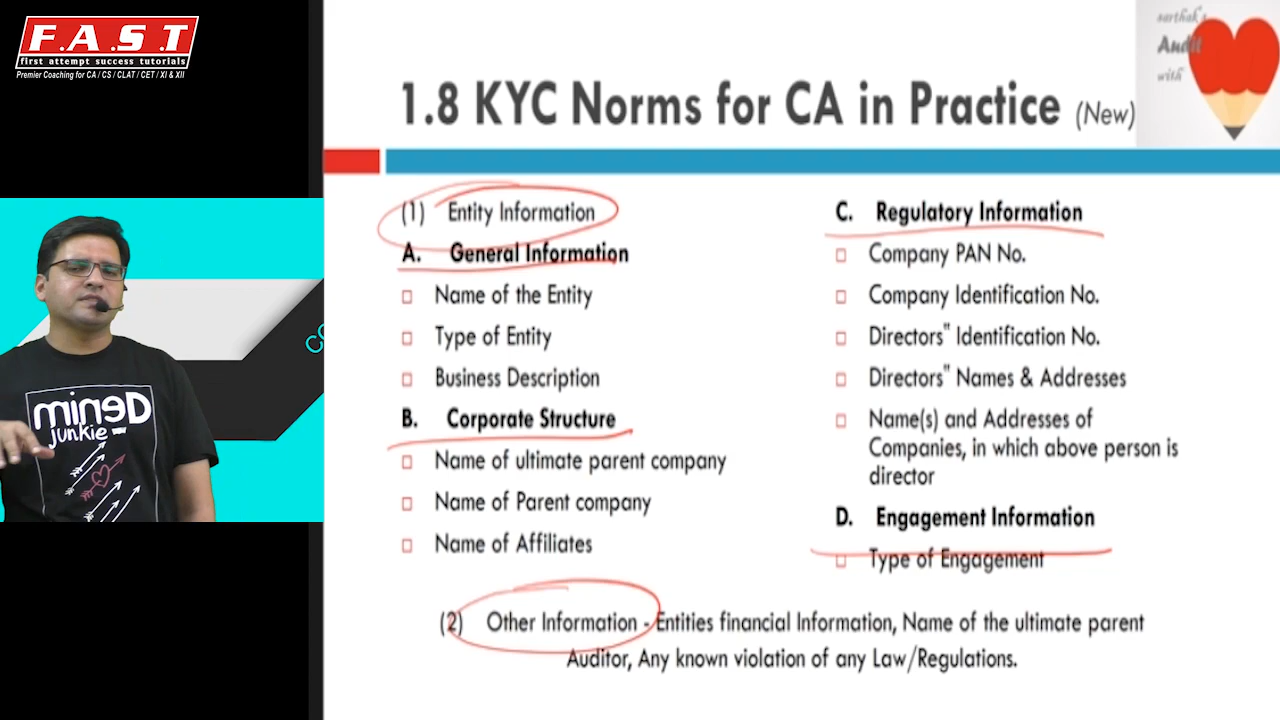 F.A.S.T
first attempt success tutorials
Premier Coaching for CA / CS / CLAT / CET / XI & XII
sarthak's
Audit
with
1.8 KYC Norms for CA in Practice (New)
(1) Entity Information
A. General Information
Name of the Entity
Type of Entity
Business Description
B. Corporate Structure
Name of ultimate parent company
Name of Parent company
Name of Affiliates
C. Regulatory Information
Company PAN No.
Company Identification No.
Directors" Identification No.
Directors" Names & Addresses
Name(s) and Addresses of
Companies, in which above person is
director
D. Engagement Information
Type of Engagement
(2) Other Information - Entities financial Information, Name of the ultimate parent
Auditor, Any known violation of any Law/Regulations.
Denim
junkie